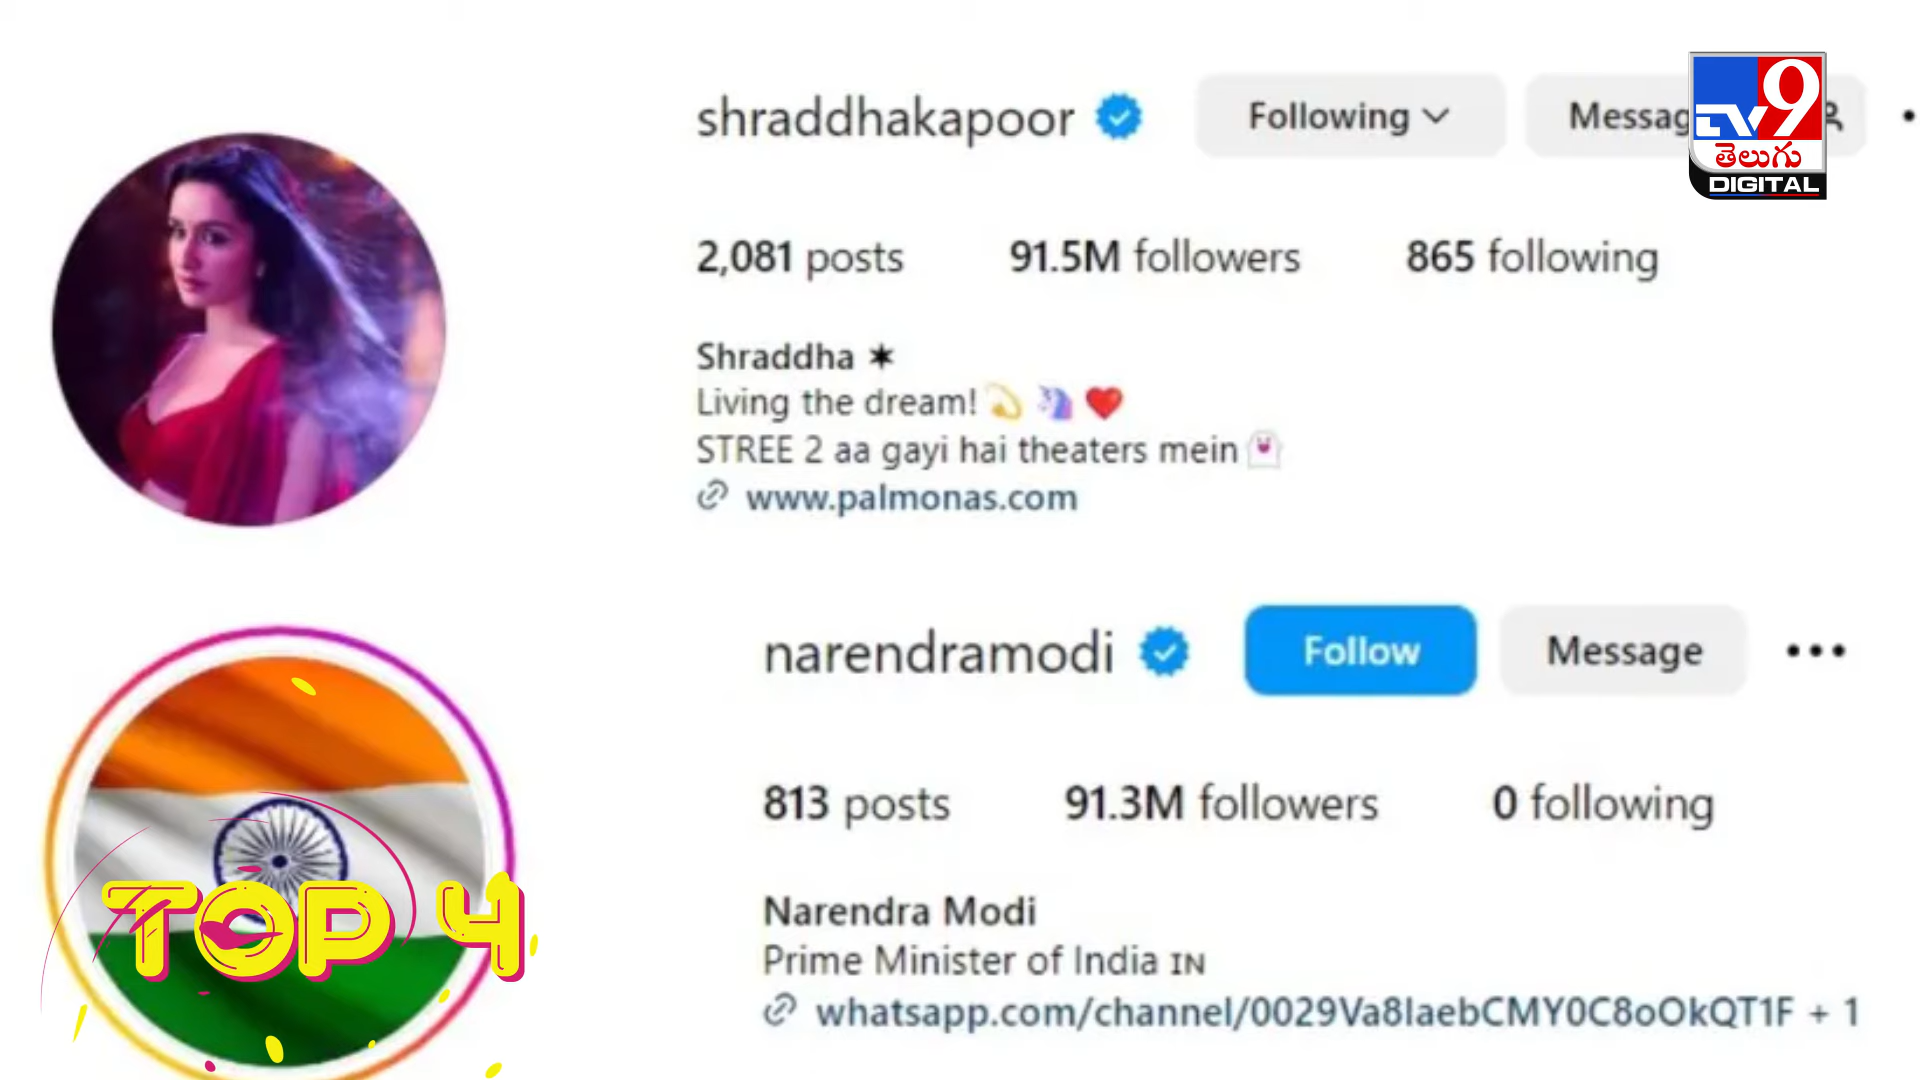 shraddhakapoor Following Messag
TV9
తెలుగు
DIGITAL
2,081 posts 91.5M followers 865 following
Shraddha ✶
Living the dream! 💫 🦄 ❤️
STREE 2 aa gayi hai theaters mein 👻
www.palmonas.com
narendramodi Follow Message •••
813 posts 91.3M followers 0 following
Narendra Modi
Prime Minister of India IN
whatsapp.com/channel/0029Va8IaebCMY0C8oOkQT1F + 1
TOP 4